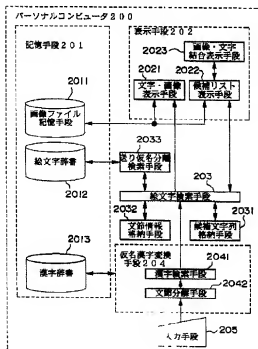 パーソナルコンピュータ200
記憶手段201
表示手段202
2023
画像・文字
結合表示手段
2011
2021
2022
画像ファイル
記憶手段
文字・画像
表示手段
候補リスト
表示手段
2033
絵文字辞書
送り仮名分離
検索手段
203
2012
絵文字検索手段
2032
2031
文節情報
格納手段
候補文字列
格納手段
2013
仮名漢字変換
手段204
2041
漢字検索手段
漢字辞書
2042
文節分解手段
入力手段
205